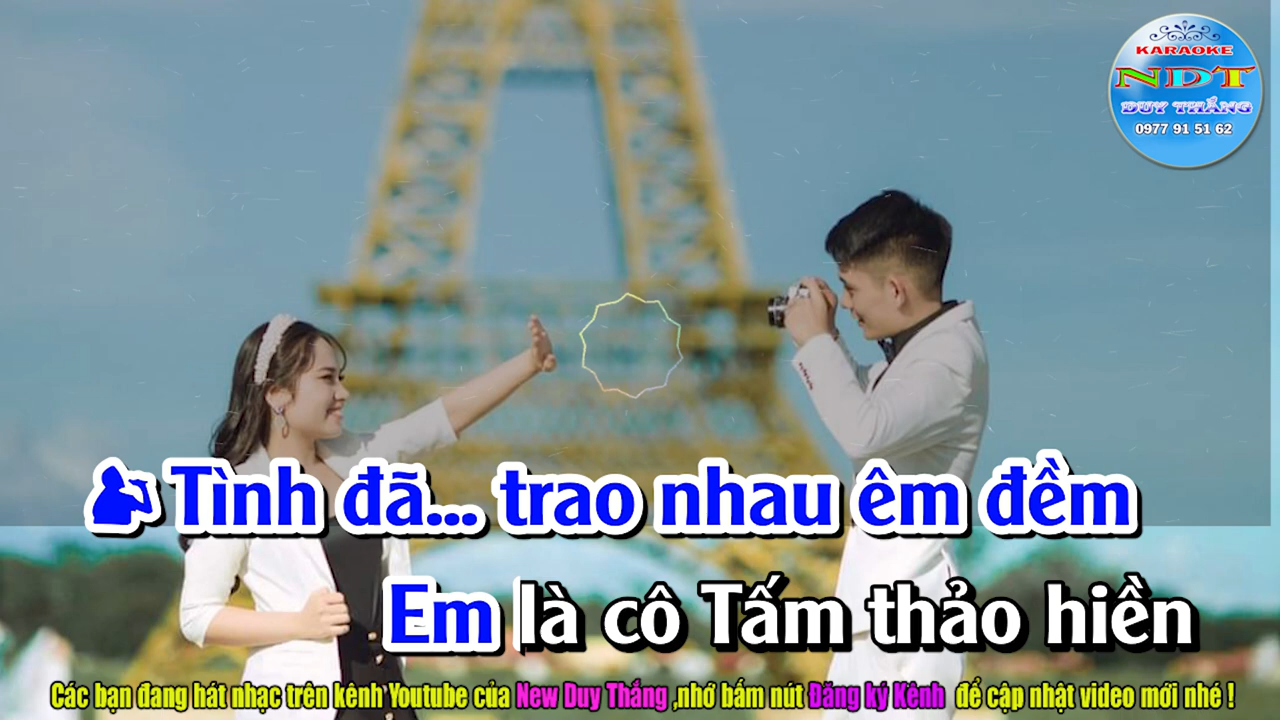 KARAOKE
NDT
DUY THẮNG
0977 91 51 62
Tình đã... trao nhau êm đềm
Em là cô Tấm thảo hiền
Các bạn đang hát nhạc trên kênh Youtube của New Duy Thắng ,nhớ bấm nút Đăng ký Kênh để cập nhật video mới nhé !